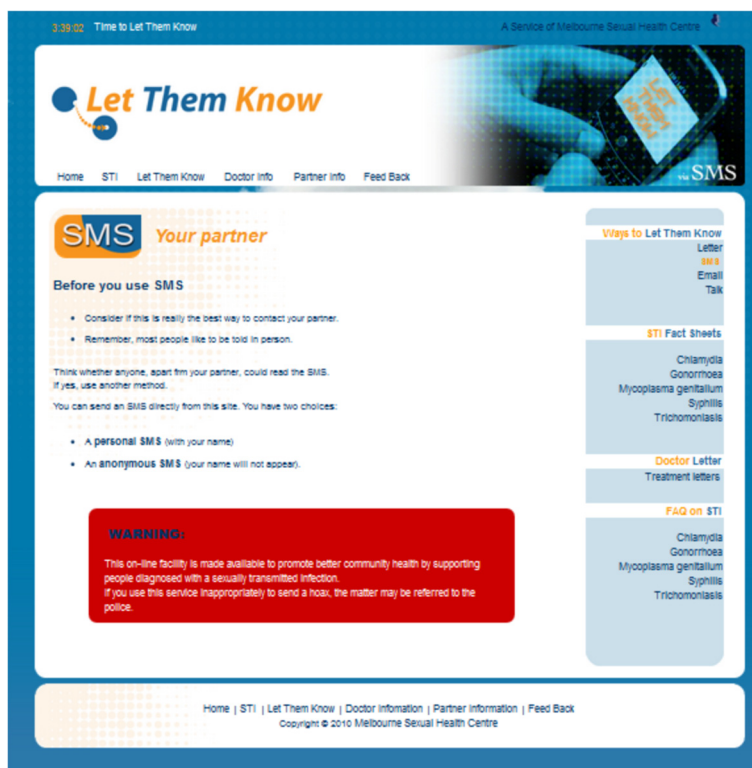 3:39:02 Time to Let Them Know
A Service of Melbourne Sexual Health Centre
Let Them Know
LET
THEM
KNOW
SMS
Home STI Let Them Know Doctor Info Partner Info Feed Back
SMS Your partner
Before you use SMS
• Consider if this is really the best way to contact your partner.
• Remember, most people like to be told in person.
Think whether anyone, apart frm your partner, could read the SMS.
If yes, use another method.
You can send an SMS directly from this site. You have two choices:
• A personal SMS (with your name)
• An anonymous SMS (your name will not appear).
WARNING:
This on-line facility is made available to promote better community health by supporting
people diagnosed with a sexually transmitted infection.
If you use this service inappropriately to send a hoax, the matter may be referred to the
police.
Ways to Let Them Know
Letter
SMS
Email
Talk
STI Fact Sheets
Chlamydia
Gonorrhoea
Mycoplasma genitalium
Syphilis
Trichomoniasis
Doctor Letter
Treatment letters
FAQ on STI
Chlamydia
Gonorrhoea
Mycoplasma genitalium
Syphilis
Trichomoniasis
Home | STI | Let Them Know | Doctor Infomation | Partner Information | Feed Back
Copyright © 2010 Melbourne Sexual Health Centre